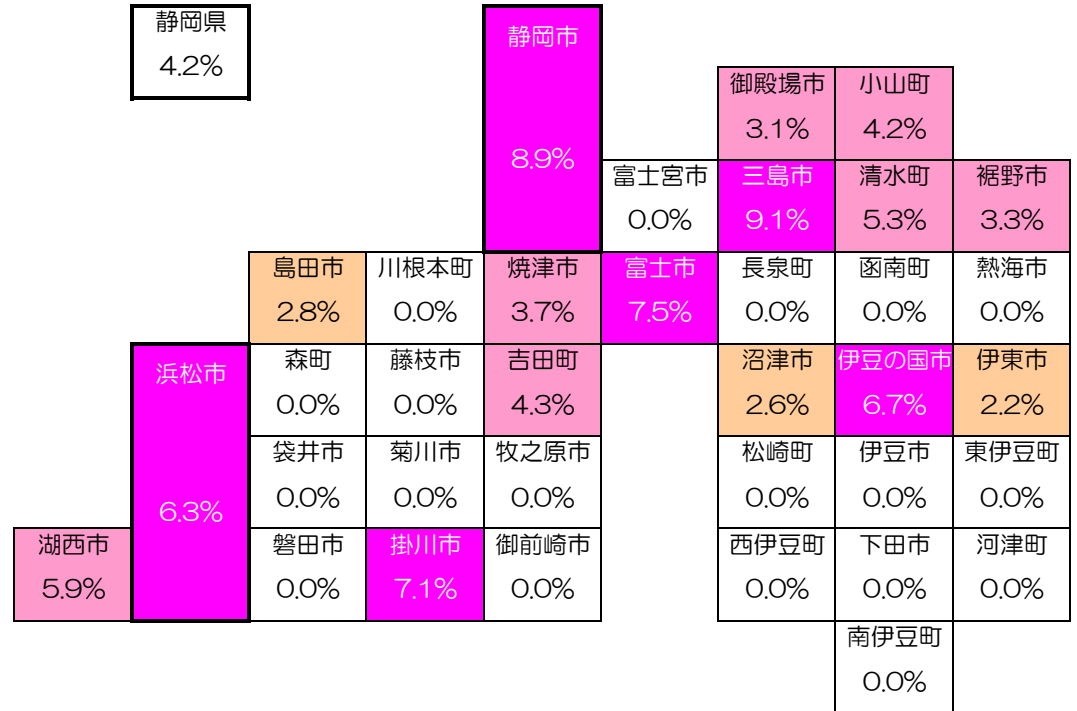 静岡県
4.2%
静岡市
8.9%
御殿場市 小山町
3.1% 4.2%
富士宮市 三島市 清水町 裾野市
0.0% 9.1% 5.3% 3.3%
島田市 川根本町 焼津市 富士市 長泉町 函南町 熱海市
2.8% 0.0% 3.7% 7.5% 0.0% 0.0% 0.0%
浜松市 森町 藤枝市 吉田町 沼津市 伊豆の国市 伊東市
0.0% 0.0% 4.3% 2.6% 6.7% 2.2%
袋井市 菊川市 牧之原市 松崎町 伊豆市 東伊豆町
6.3% 0.0% 0.0% 0.0% 0.0% 0.0% 0.0%
湖西市 磐田市 掛川市 御前崎市 西伊豆町 下田市 河津町
5.9% 0.0% 7.1% 0.0% 0.0% 0.0% 0.0%
南伊豆町
0.0%